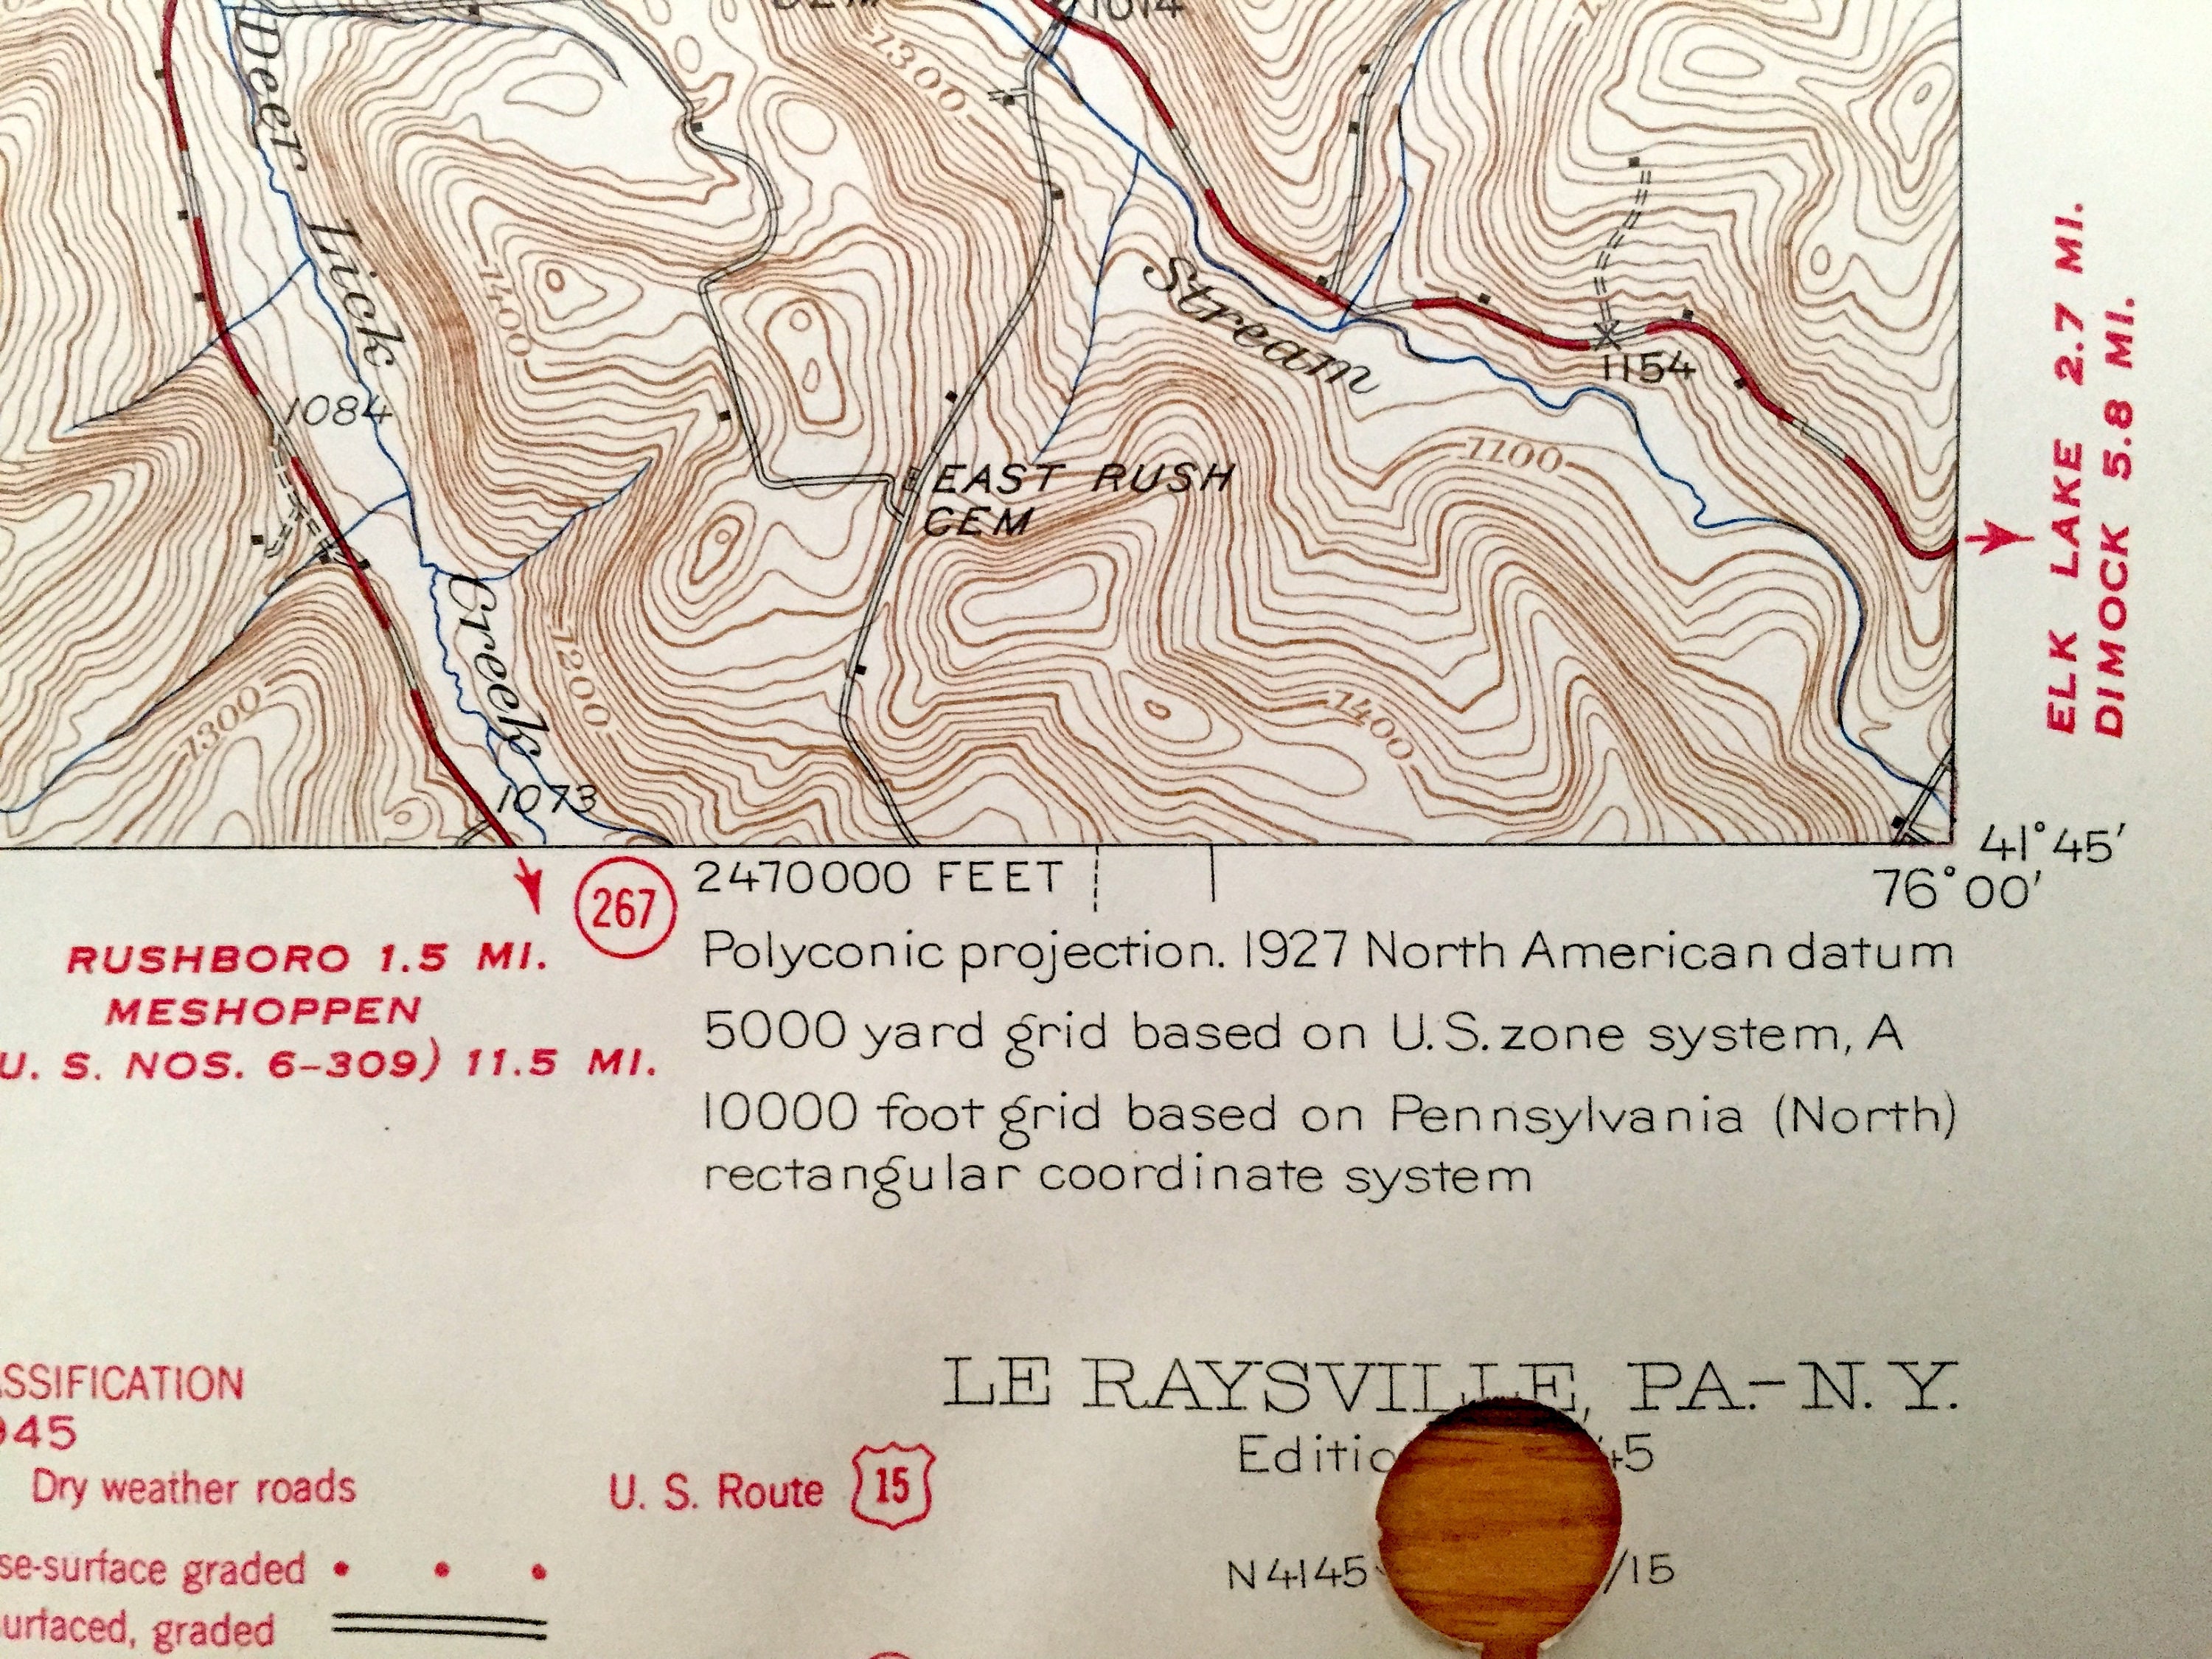 1014
1300
Deer Lick Creek
1400
Stream
1154
1084
1100
EAST RUSH
CEM
1200
1400
1300
1073
ELK LAKE 2.7 MI.
DIMOCK 5.8 MI.
41°45′
76°00′
267
2470000 FEET
RUSHBORO 1.5 MI.
MESHOPPEN
U. S. NOS. 6-309) 11.5 MI.
Polyconic projection. 1927 North American datum
5000 yard grid based on U.S. zone system, A
10000 foot grid based on Pennsylvania (North)
rectangular coordinate system
LE RAYSVILLE, PA.-N.Y.
Editio 45
N4145 /15
SSIFICATION
945
Dry weather roads
U. S. Route 15
se-surface graded
urfaced, graded